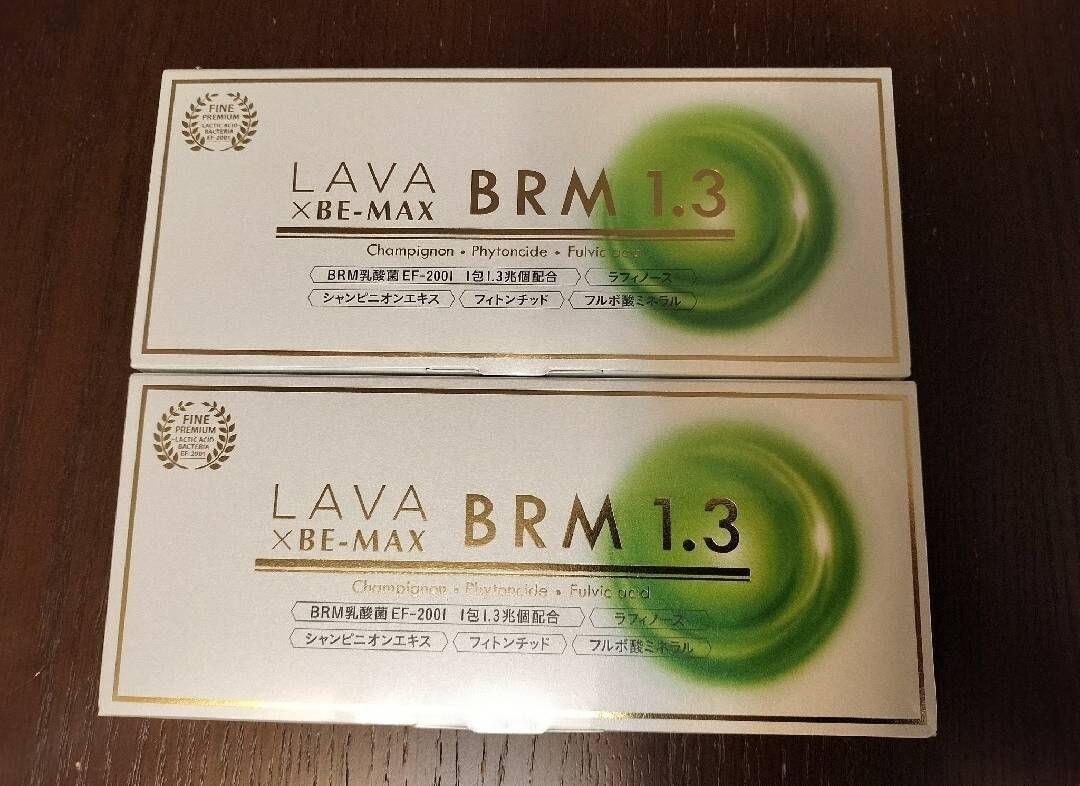 FINE
PREMIUM
LACTIC ACID
BACTERIA
EF-2001
LAVA
×BE-MAX
BRM 1.3
Champignon • Phytoncide • Fulvic acid
BRM乳酸菌EF-2001 1包1.3兆個配合
ラフィノース
シャンピニオンエキス
フィトンチッド
フルボ酸ミネラル
FINE
PREMIUM
LACTIC ACID
BACTERIA
EF-2001
LAVA
×BE-MAX
BRM 1.3
Champignon • Phytoncide • Fulvic acid
BRM乳酸菌EF-2001 1包1.3兆個配合
ラフィノース
シャンピニオンエキス
フィトンチッド
フルボ酸ミネラル